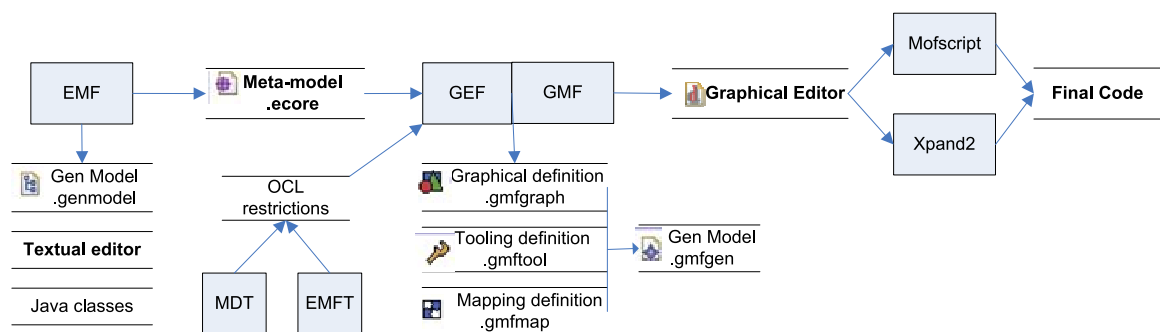 EMF
Meta-model
.ecore
GEF
GMF
Graphical Editor
Mofscript
Xpand2
Final Code
Gen Model
.genmodel
Textual editor
Java classes
OCL
restrictions
MDT
EMFT
Graphical definition
.gmfgraph
Tooling definition
.gmftool
Mapping definition
.gmfmap
Gen Model
.gmfgen